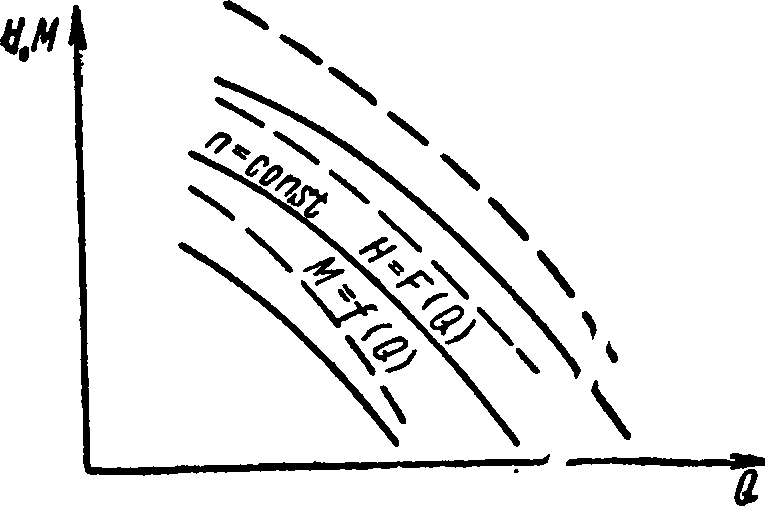 H,M
n=const
H=F(Q)
M=f(Q)
Q